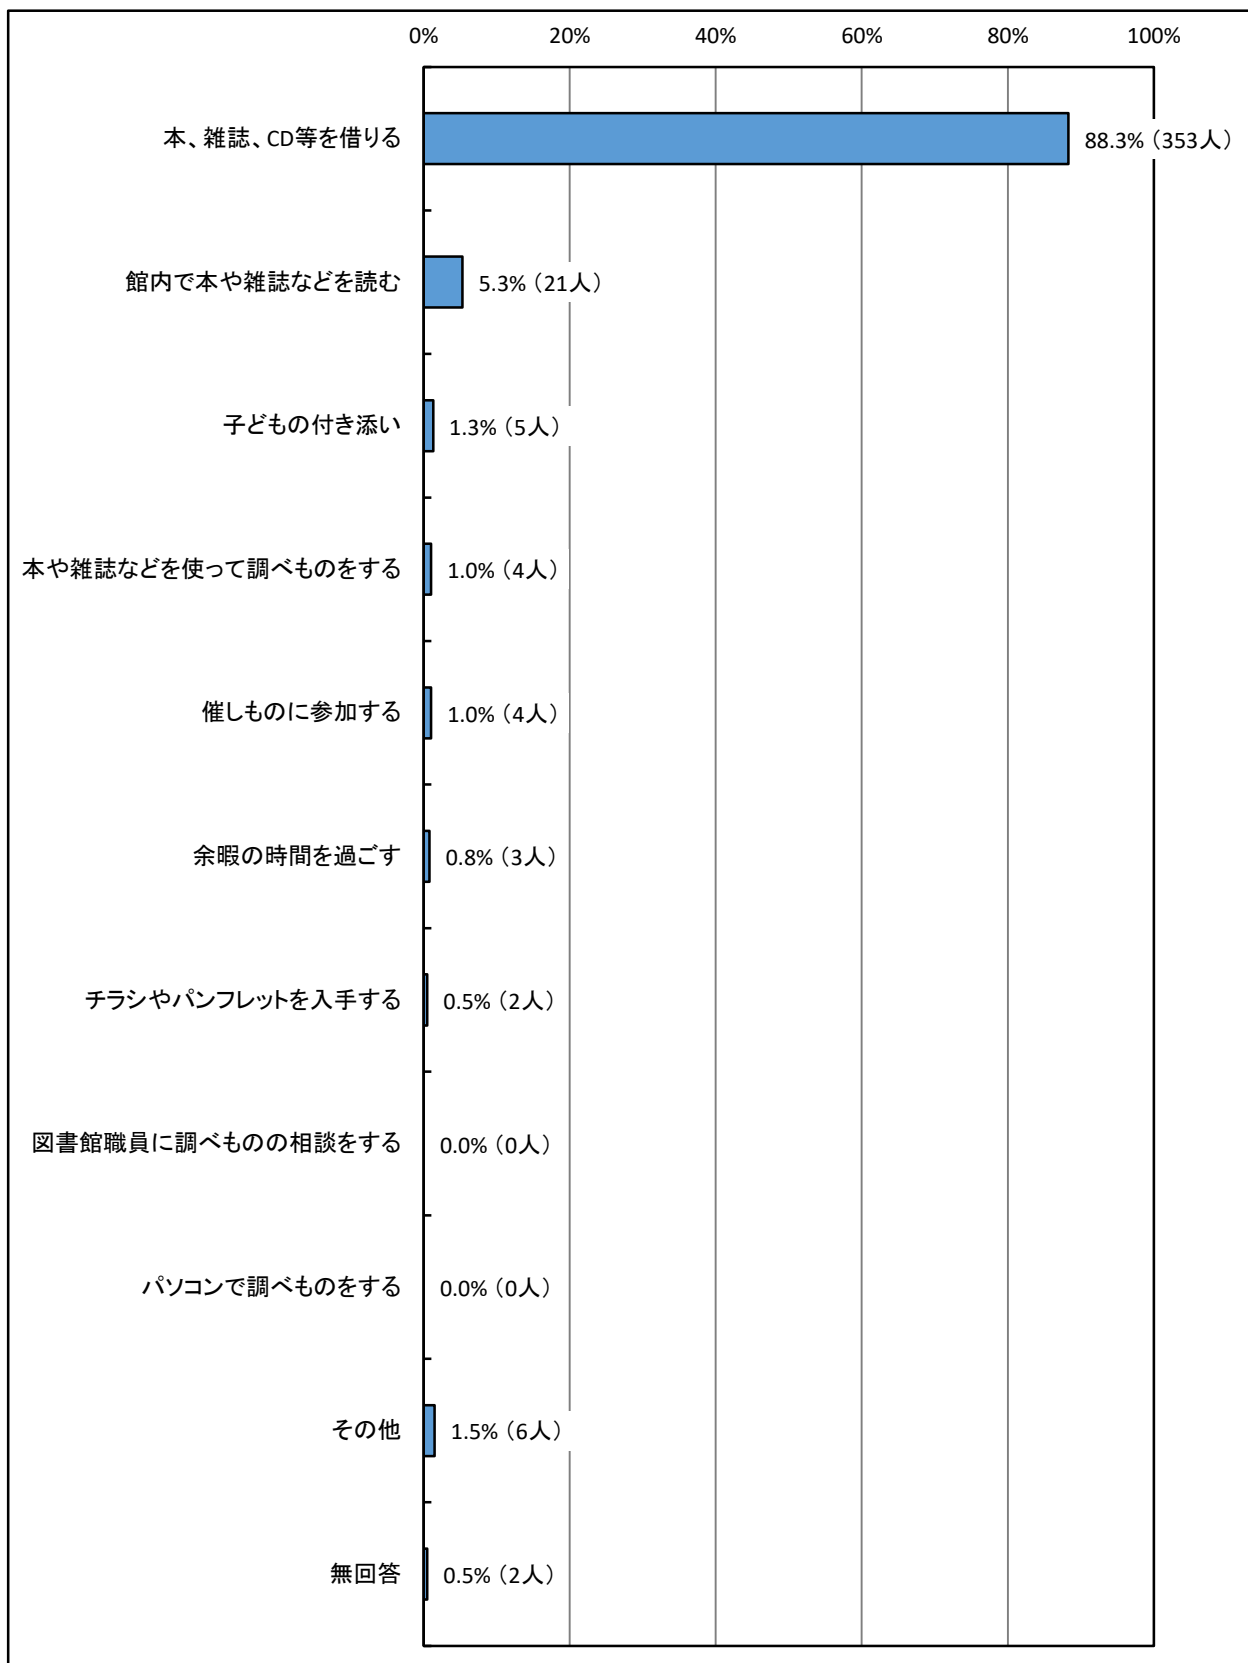 0% 20% 40% 60% 80% 100%
本、雑誌、CD等を借りる 88.3%（353人）
館内で本や雑誌などを読む 5.3%（21人）
子どもの付き添い 1.3%（5人）
本や雑誌などを使って調べものをする 1.0%（4人）
催しものに参加する 1.0%（4人）
余暇の時間を過ごす 0.8%（3人）
チラシやパンフレットを入手する 0.5%（2人）
図書館職員に調べものの相談をする 0.0%（0人）
パソコンで調べものをする 0.0%（0人）
その他 1.5%（6人）
無回答 0.5%（2人）